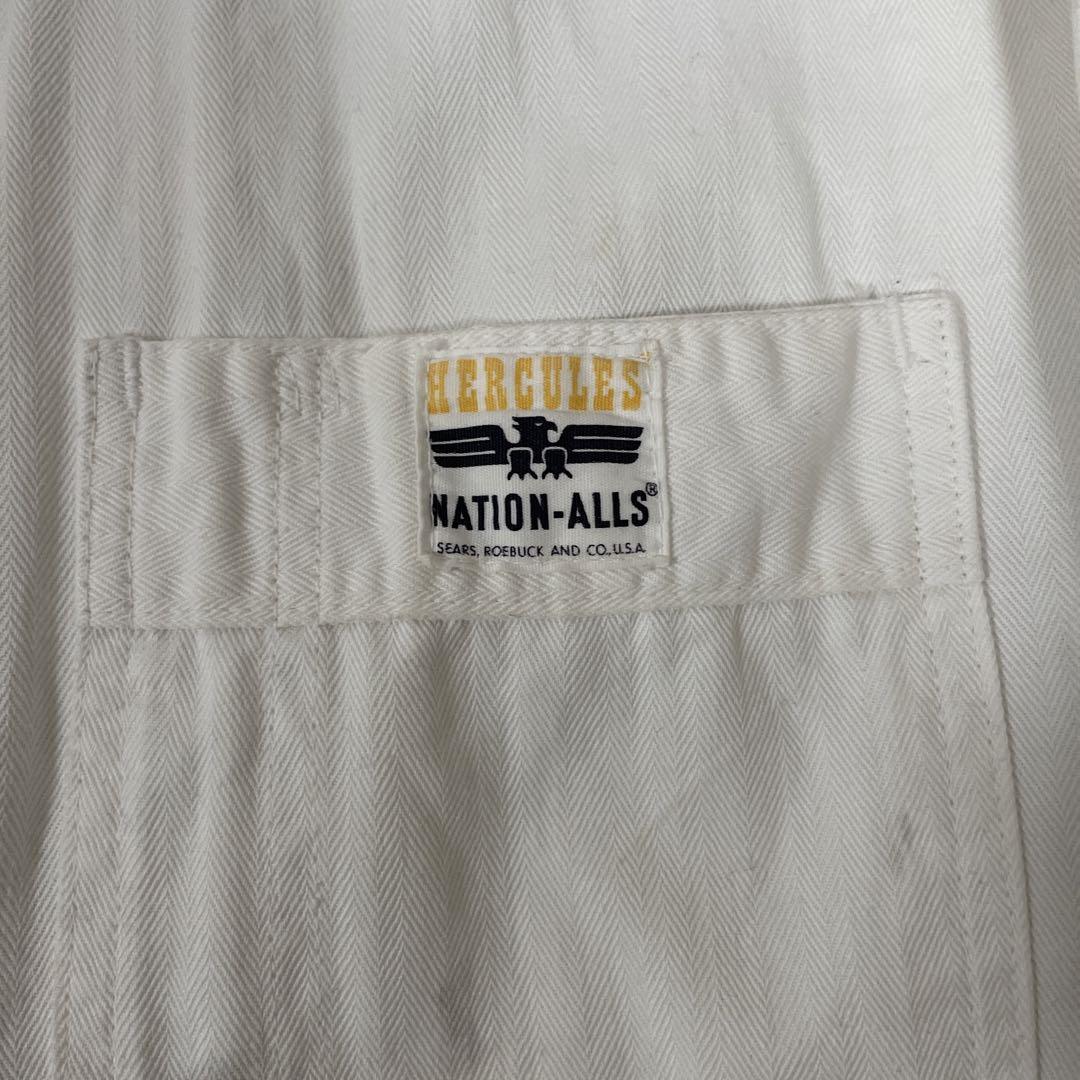 HERCULES
NATION-ALLS®
SEARS, ROEBUCK AND CO., U.S.A.